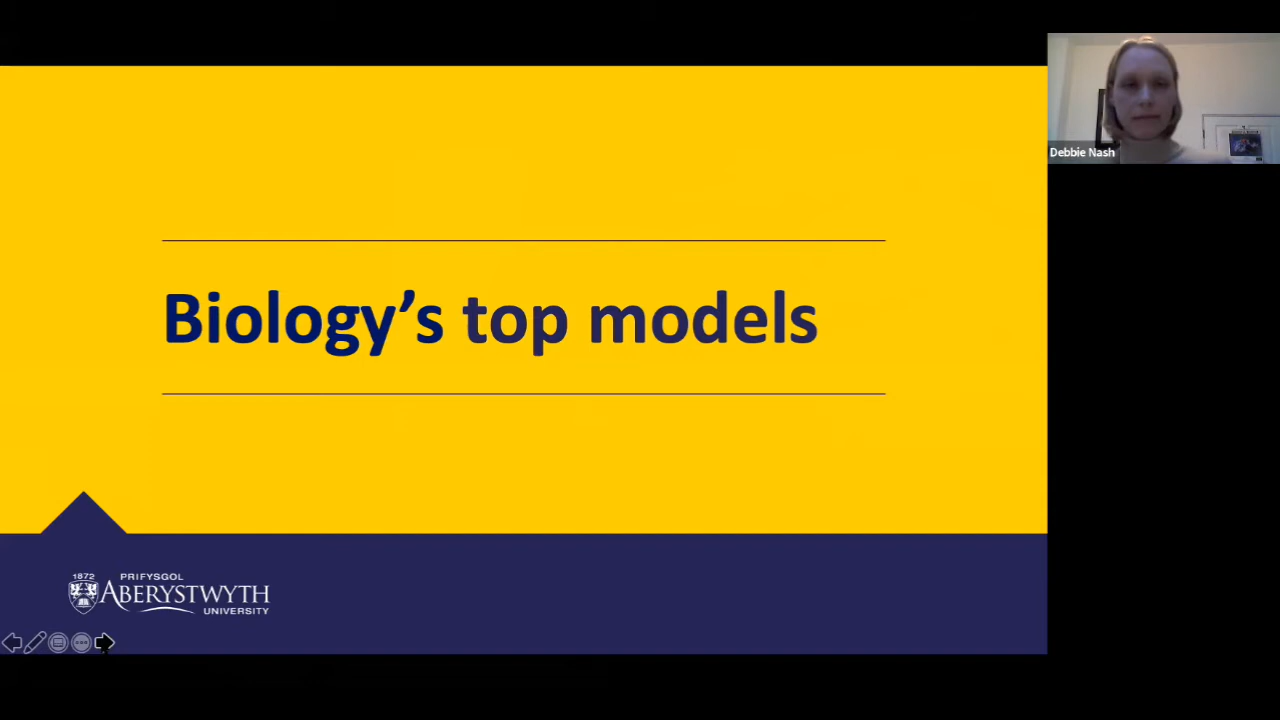 Biology’s top models
Debbie Nash
1872
PRIFYSGOL
ABERYSTWYTH
UNIVERSITY